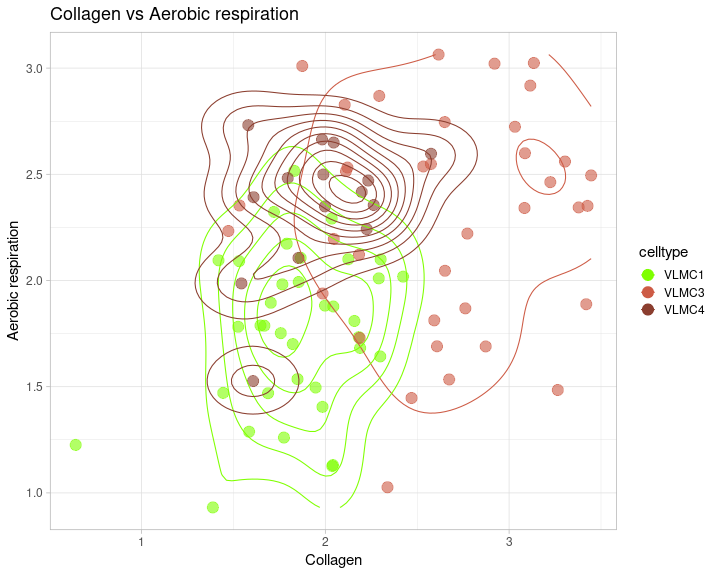 Collagen vs Aerobic respiration
3.0
2.5
2.0
1.5
1.0
Aerobic respiration
1
2
3
Collagen
celltype
VLMC1
VLMC3
VLMC4